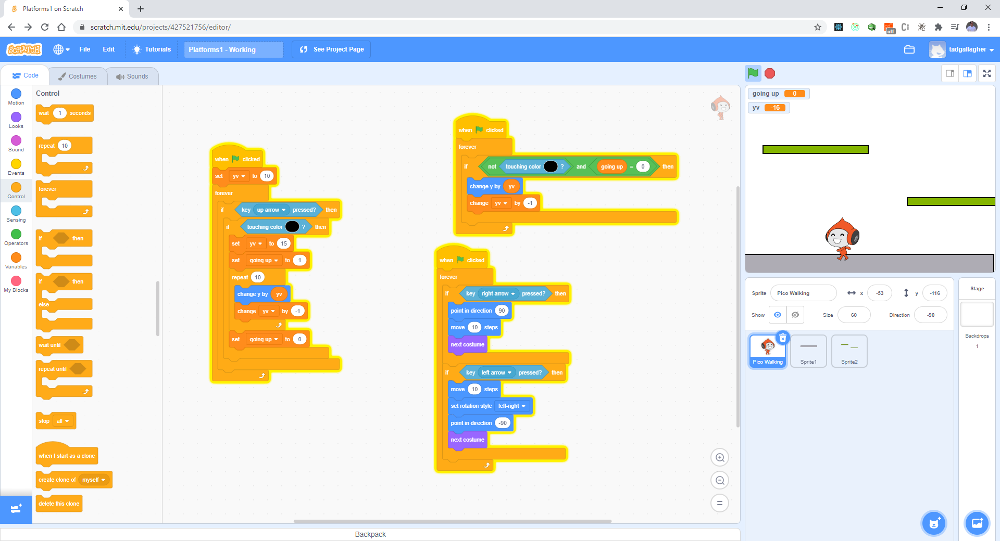 Platforms1 on Scratch
scratch.mit.edu/projects/427521756/editor/
off
SCRATCH
File
Edit
Tutorials
Platforms1 - Working
See Project Page
tadgallagher
Code
Costumes
Sounds
Motion
Looks
Sound
Events
Control
Sensing
Operators
Variables
My Blocks
Control
wait 1 seconds
repeat 10
forever
if then
if then
else
wait until
repeat until
stop all
when I start as a clone
create clone of myself
delete this clone
when clicked
set yv to 10
forever
if key up arrow pressed? then
if touching color ? then
set yv to 15
set going up to 1
repeat 10
change y by yv
change yv by -1
set going up to 0
when clicked
forever
if not touching color ? and going up = 0 then
change y by yv
change yv by -1
when clicked
forever
if key right arrow pressed? then
point in direction 90
move 10 steps
next costume
if key left arrow pressed? then
move 10 steps
set rotation style left-right
point in direction -90
next costume
going up 0
yv -16
Sprite Pico Walking x -53 y -116
Show Size 60 Direction -90
Pico Walking
Sprite1
Sprite2
Stage
Backdrops
1
Backpack